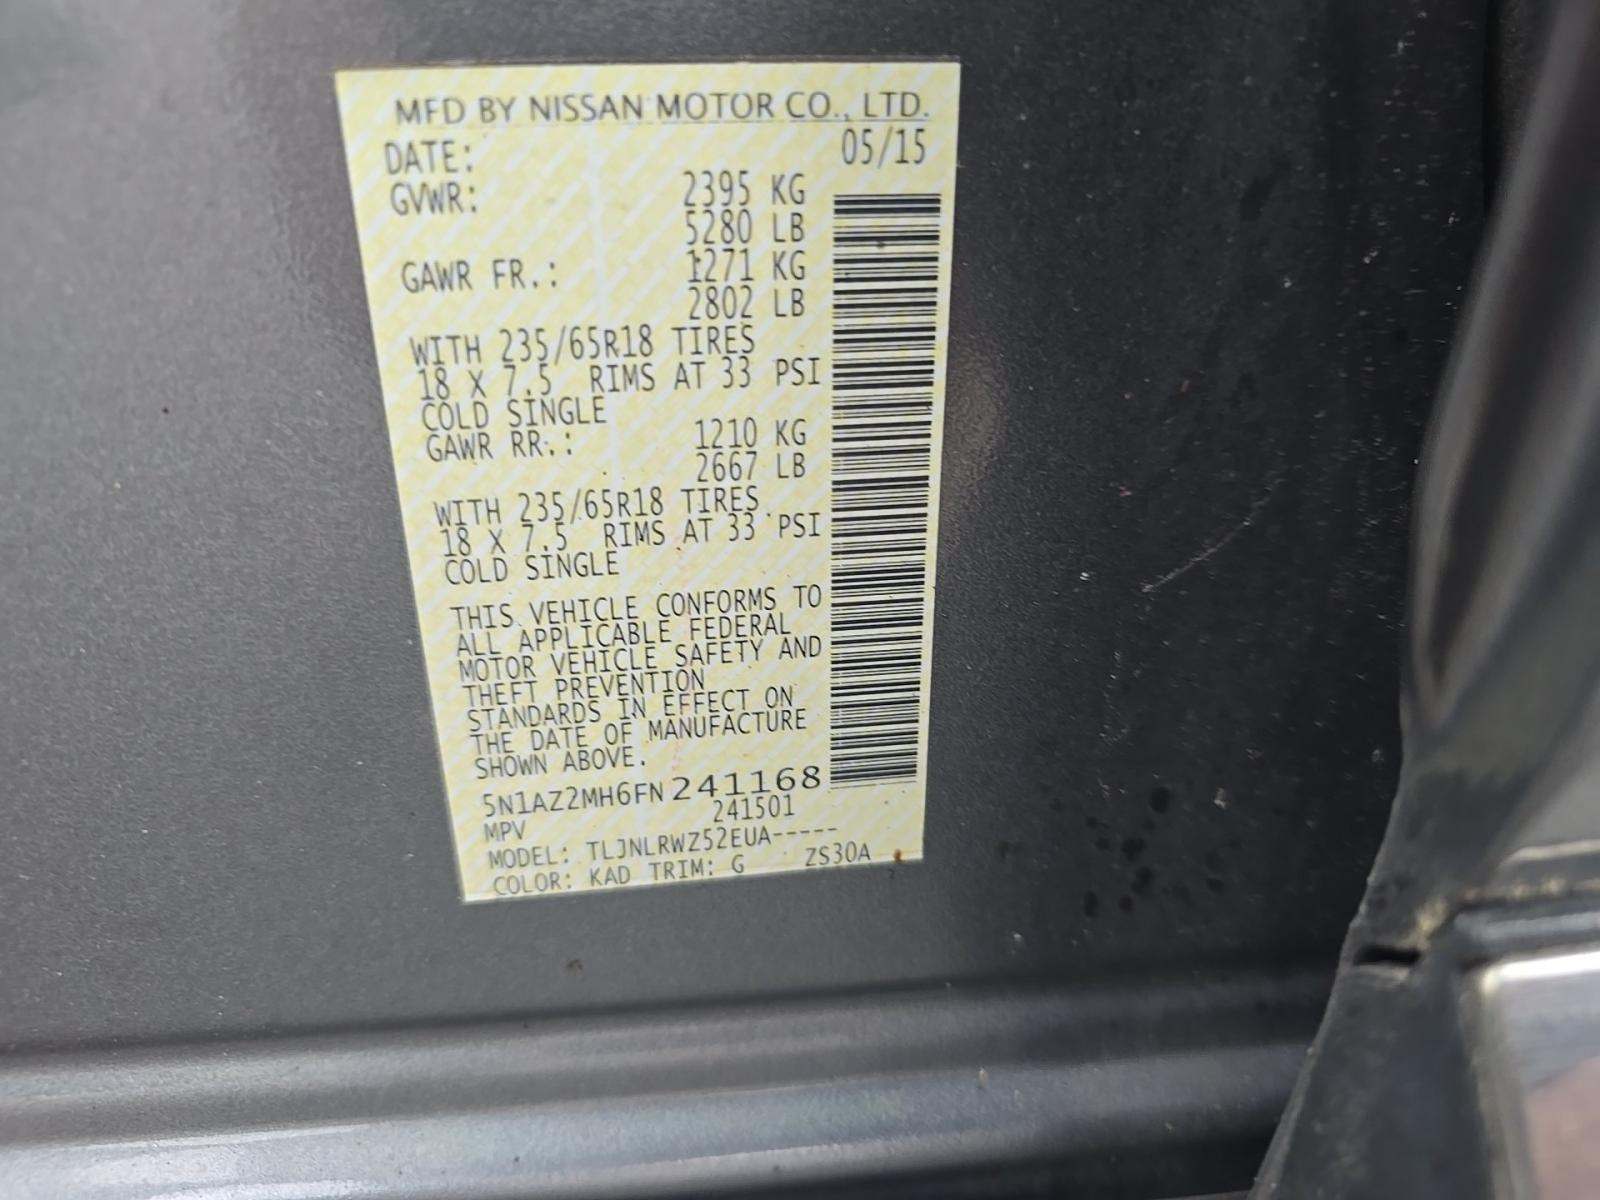 MFD BY NISSAN MOTOR CO., LTD.
DATE: 05/15
GVWR: 2395 KG
5280 LB
GAWR FR.: 1271 KG
2802 LB
WITH 235/65R18 TIRES
18 X 7.5 RIMS AT 33 PSI
COLD SINGLE
GAWR RR.: 1210 KG
2667 LB
WITH 235/65R18 TIRES
18 X 7.5 RIMS AT 33 PSI
COLD SINGLE
THIS VEHICLE CONFORMS TO
ALL APPLICABLE FEDERAL
MOTOR VEHICLE SAFETY AND
THEFT PREVENTION
STANDARDS IN EFFECT ON
THE DATE OF MANUFACTURE
SHOWN ABOVE.
5N1AZ2MH6FN241168
MPV 241501
MODEL: TLJNLRWZ52EUA-----
COLOR: KAD TRIM: G ZS30A